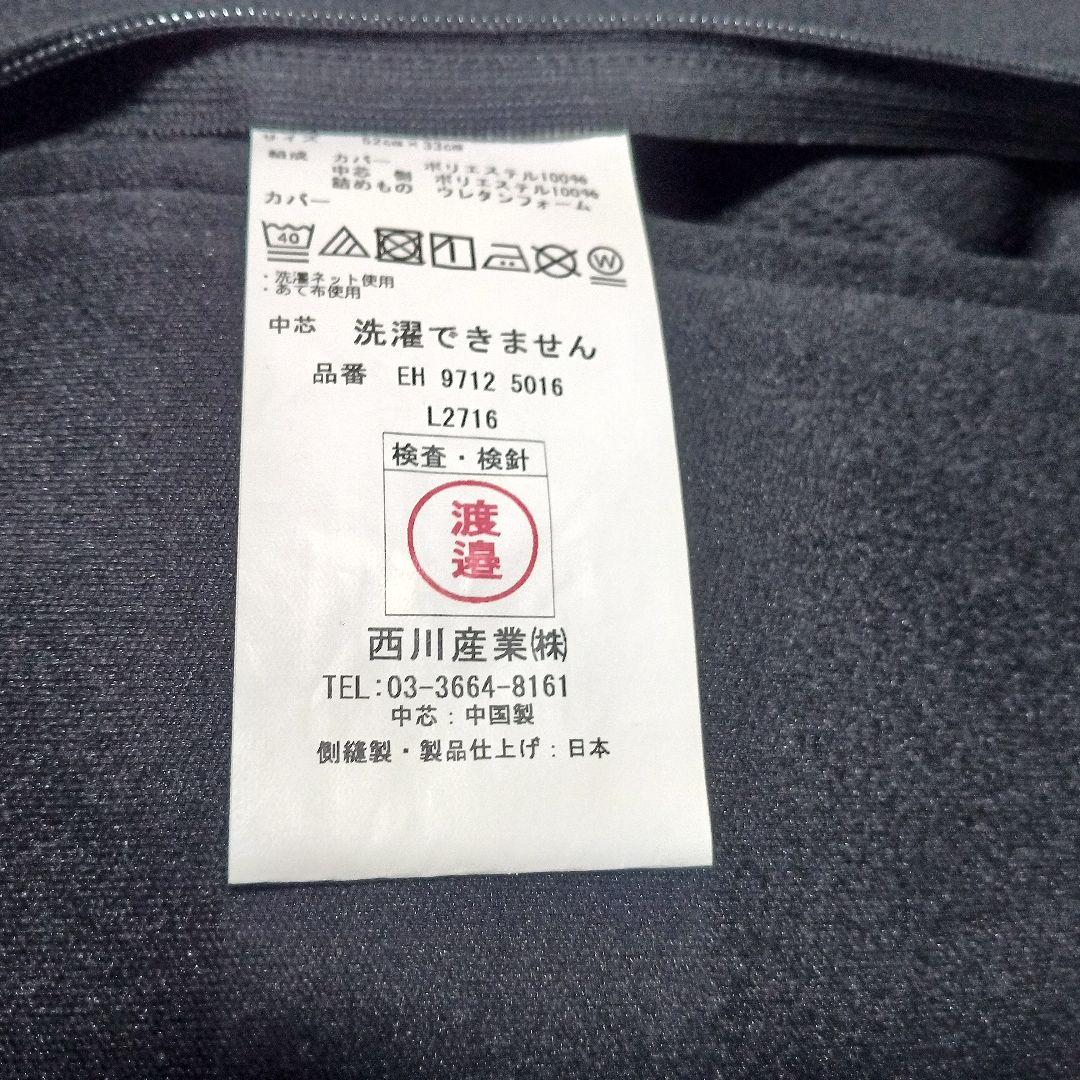 サイズ 52cm×33cm
組成 カバー ポリエステル100%
中芯 側 ポリエステル100%
詰めもの ウレタンフォーム
カバー
40
W
・洗濯ネット使用
・あて布使用
中芯 洗濯できません
品番 EH 9712 5016
L2716
検査・検針
渡
邉
西川産業㈱
TEL:03-3664-8161
中芯:中国製
側縫製・製品仕上げ:日本